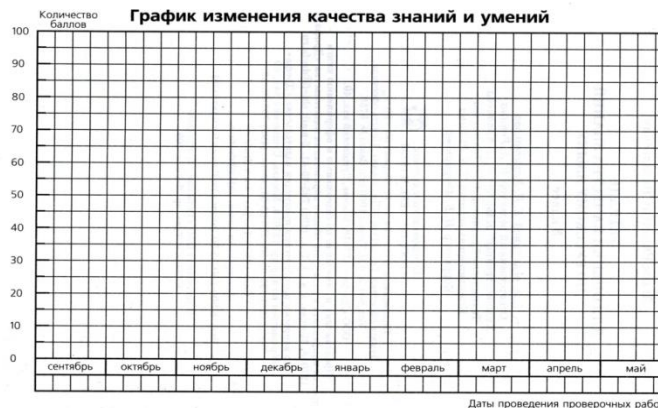 Количество
баллов
График изменения качества знаний и умений
100
90
80
70
60
50
40
30
20
10
0
сентябрь октябрь ноябрь декабрь январь февраль март апрель май
Даты проведения проверочных рабо